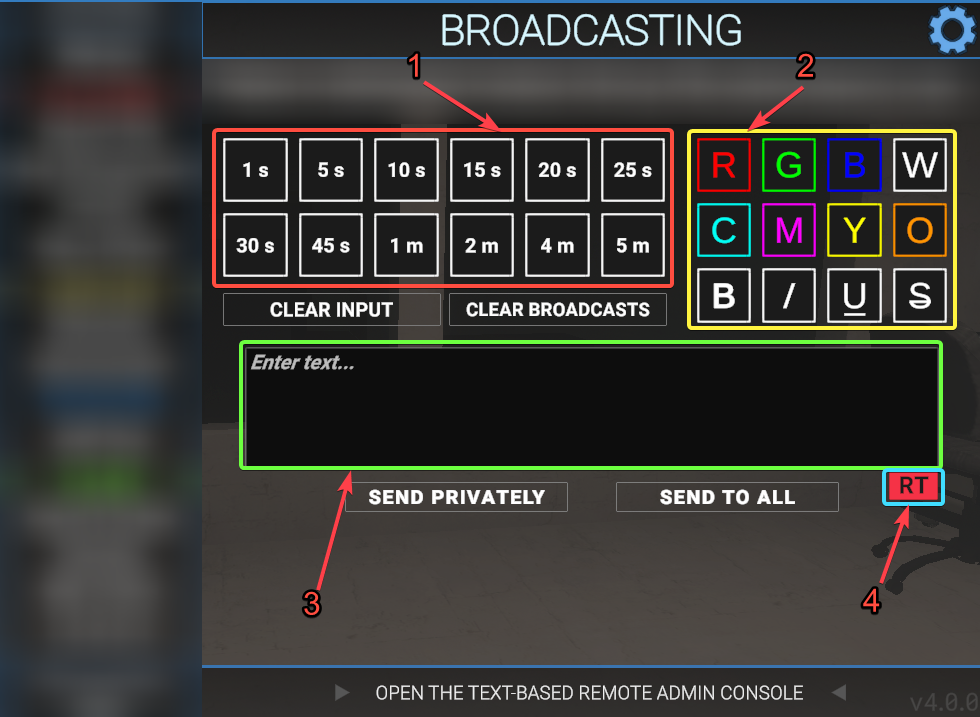 BROADCASTING
1
2
1 s 5 s 10 s 15 s 20 s 25 s
30 s 45 s 1 m 2 m 4 m 5 m
R G B W
C M Y O
B / U S
CLEAR INPUT CLEAR BROADCASTS
Enter text...
SEND PRIVATELY SEND TO ALL RT
3
4
OPEN THE TEXT-BASED REMOTE ADMIN CONSOLE
v4.0.0